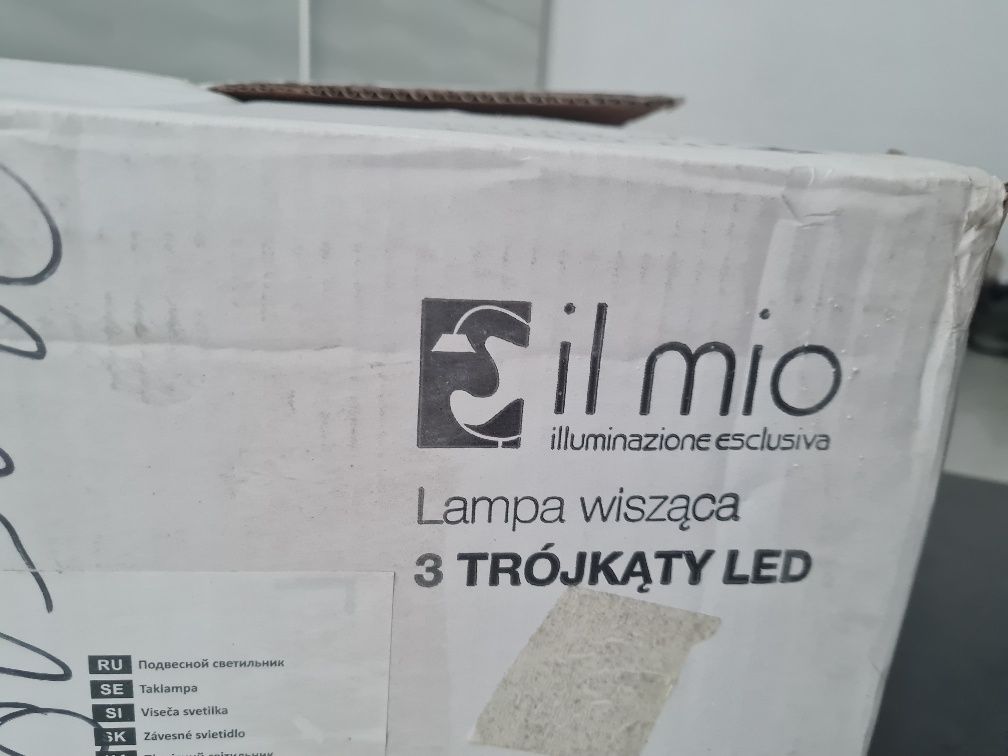 il mio
illuminazione esclusiva
Lampa wisząca
3 TRÓJKĄTY LED
RU Подвесной светильник
SE Taklampa
SI Viseča svetilka
SK Závesné svietidlo